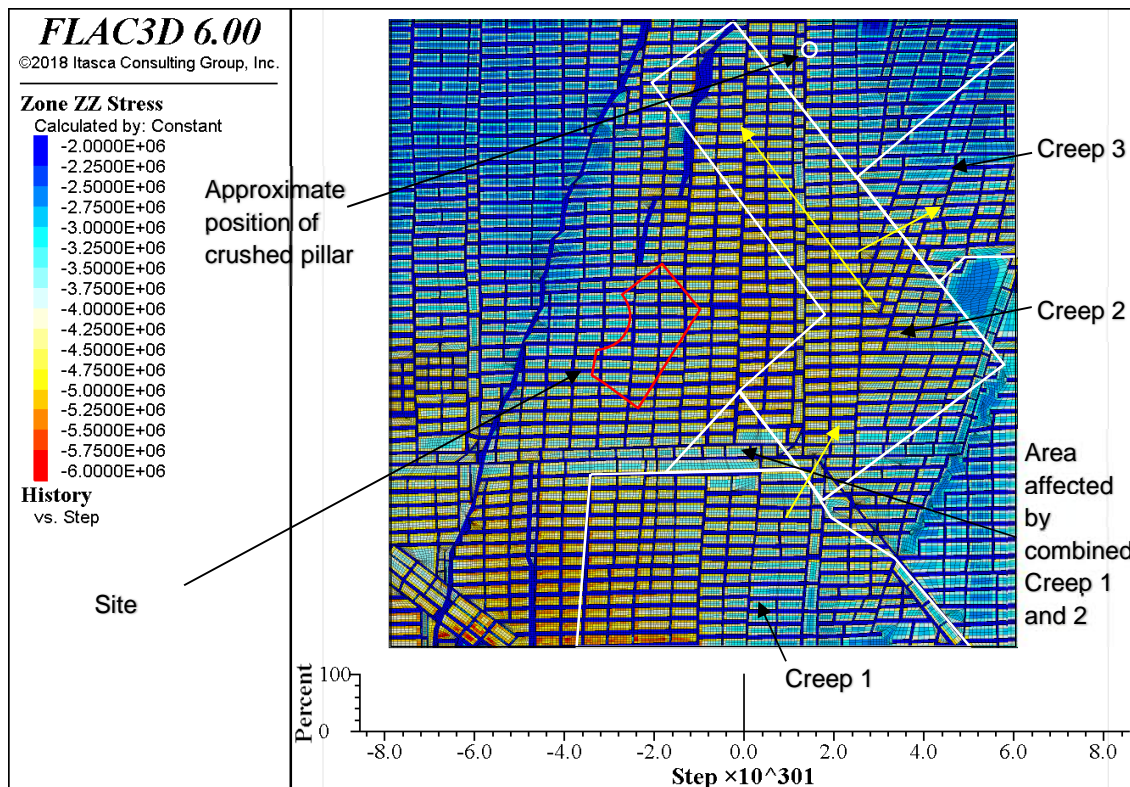 FLAC3D 6.00
©2018 Itasca Consulting Group, Inc.
Zone ZZ Stress
Calculated by: Constant
-2.0000E+06
-2.2500E+06
-2.5000E+06
-2.7500E+06
-3.0000E+06
-3.2500E+06
-3.5000E+06
-3.7500E+06
-4.0000E+06
-4.2500E+06
-4.5000E+06
-4.7500E+06
-5.0000E+06
-5.2500E+06
-5.5000E+06
-5.7500E+06
-6.0000E+06
History
vs. Step
Approximate
position of
crushed pillar
Site
Creep 3
Creep 2
Area
affected
by
combined
Creep 1
and 2
Creep 1
Percent
100
0
-8.0 -6.0 -4.0 -2.0 0.0 2.0 4.0 6.0 8.0
Step ×10^301